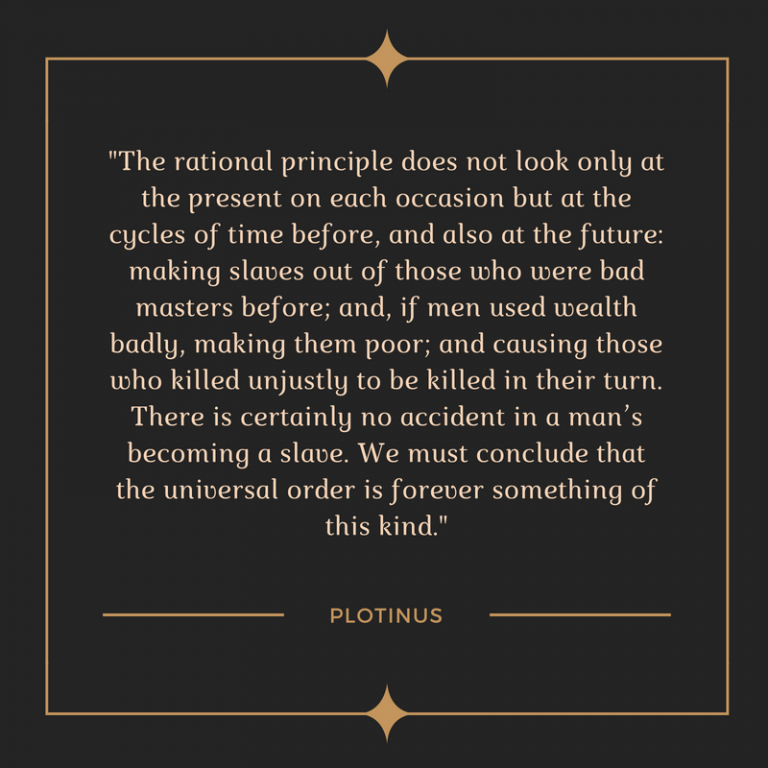 "The rational principle does not look only at
the present on each occasion but at the
cycles of time before, and also at the future:
making slaves out of those who were bad
masters before; and, if men used wealth
badly, making them poor; and causing those
who killed unjustly to be killed in their turn.
There is certainly no accident in a man’s
becoming a slave. We must conclude that
the universal order is forever something of
this kind."
PLOTINUS